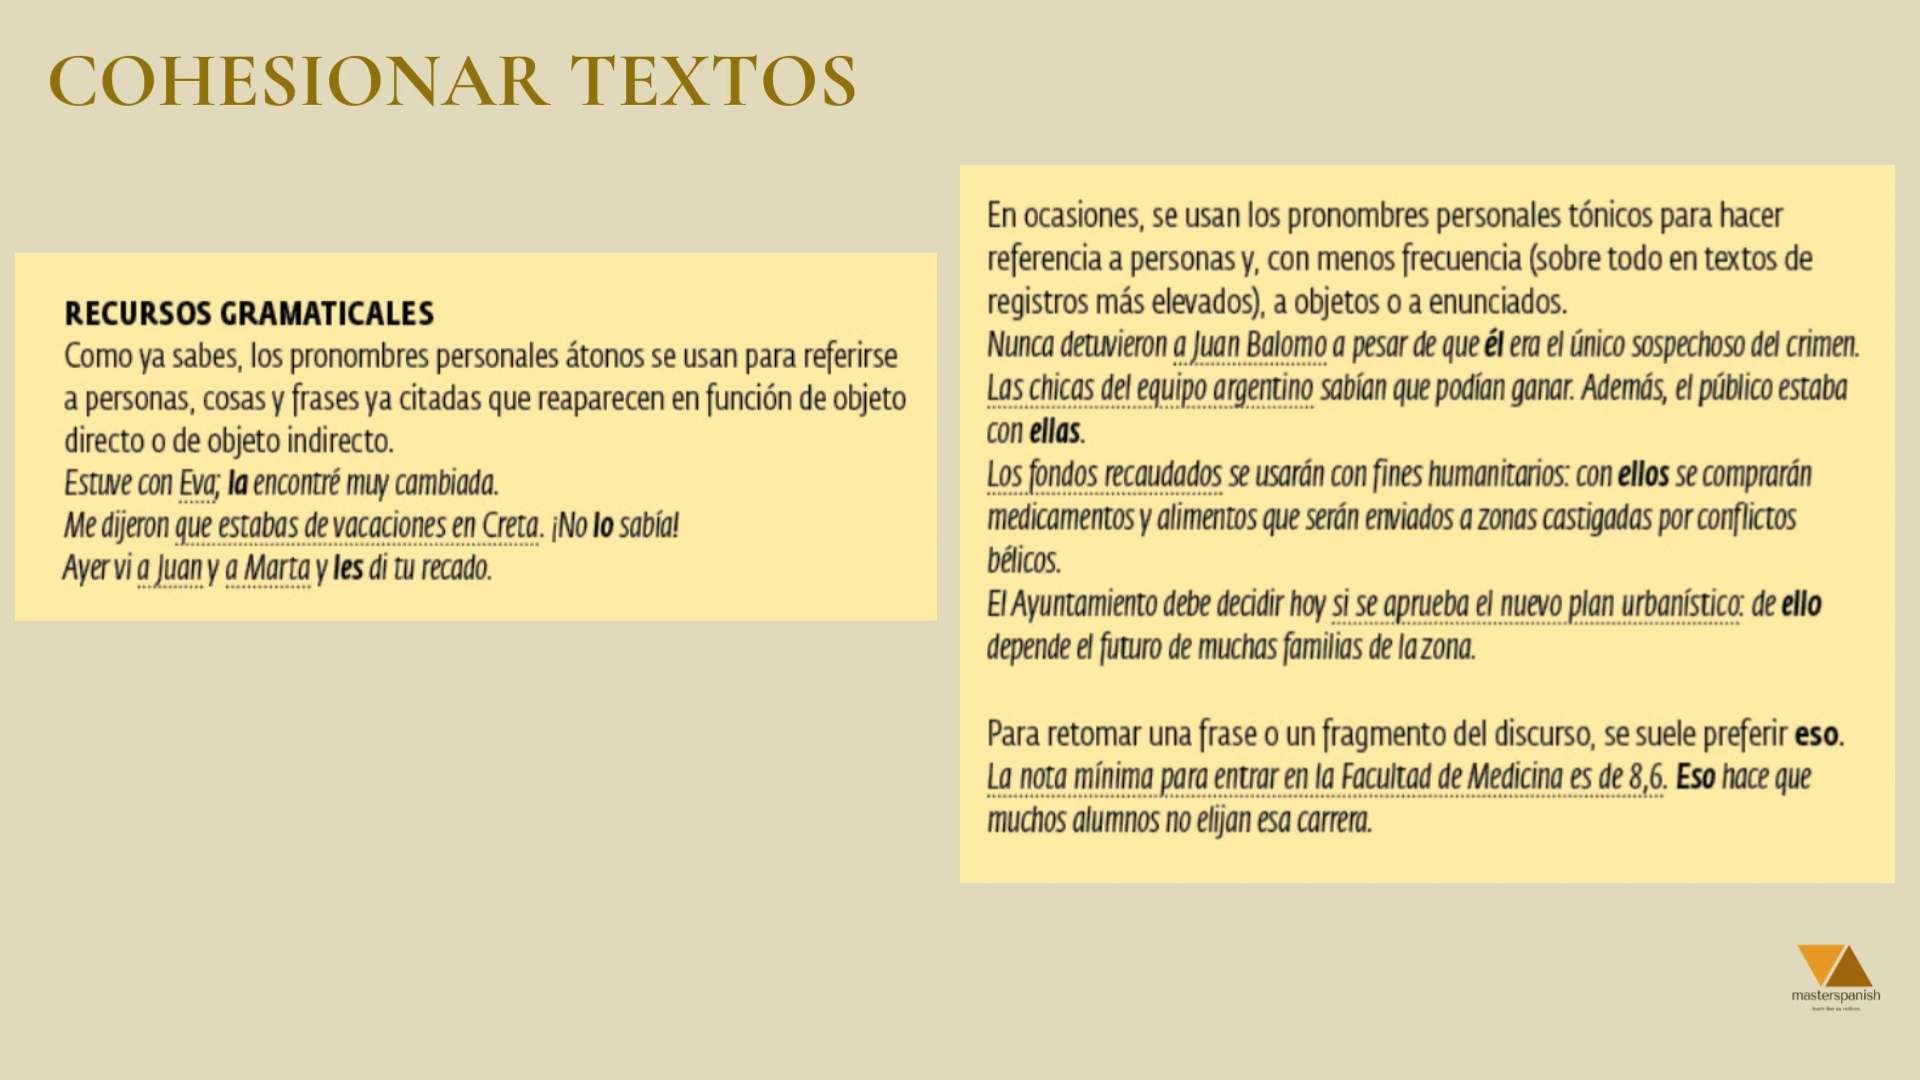 COHESIONAR TEXTOS
RECURSOS GRAMATICALES
Como ya sabes, los pronombres personales átonos se usan para referirse
a personas, cosas y frases ya citadas que reaparecen en función de objeto
directo o de objeto indirecto.
Estuve con Eva; la encontré muy cambiada.
Me dijeron que estabas de vacaciones en Creta. ¡No lo sabía!
Ayer vi a Juan y a Marta y les di tu recado.
En ocasiones, se usan los pronombres personales tónicos para hacer
referencia a personas y, con menos frecuencia (sobre todo en textos de
registros más elevados), a objetos o a enunciados.
Nunca detuvieron a Juan Balomo a pesar de que él era el único sospechoso del crimen.
Las chicas del equipo argentino sabían que podían ganar. Además, el público estaba
con ellas.
Los fondos recaudados se usarán con fines humanitarios: con ellos se comprarán
medicamentos y alimentos que serán enviados a zonas castigadas por conflictos
bélicos.
El Ayuntamiento debe decidir hoy si se aprueba el nuevo plan urbanístico: de ello
depende el futuro de muchas familias de la zona.
Para retomar una frase o un fragmento del discurso, se suele preferir eso.
La nota mínima para entrar en la Facultad de Medicina es de 8,6. Eso hace que
muchos alumnos no elijan esa carrera.
masterspanish
learn like us natives